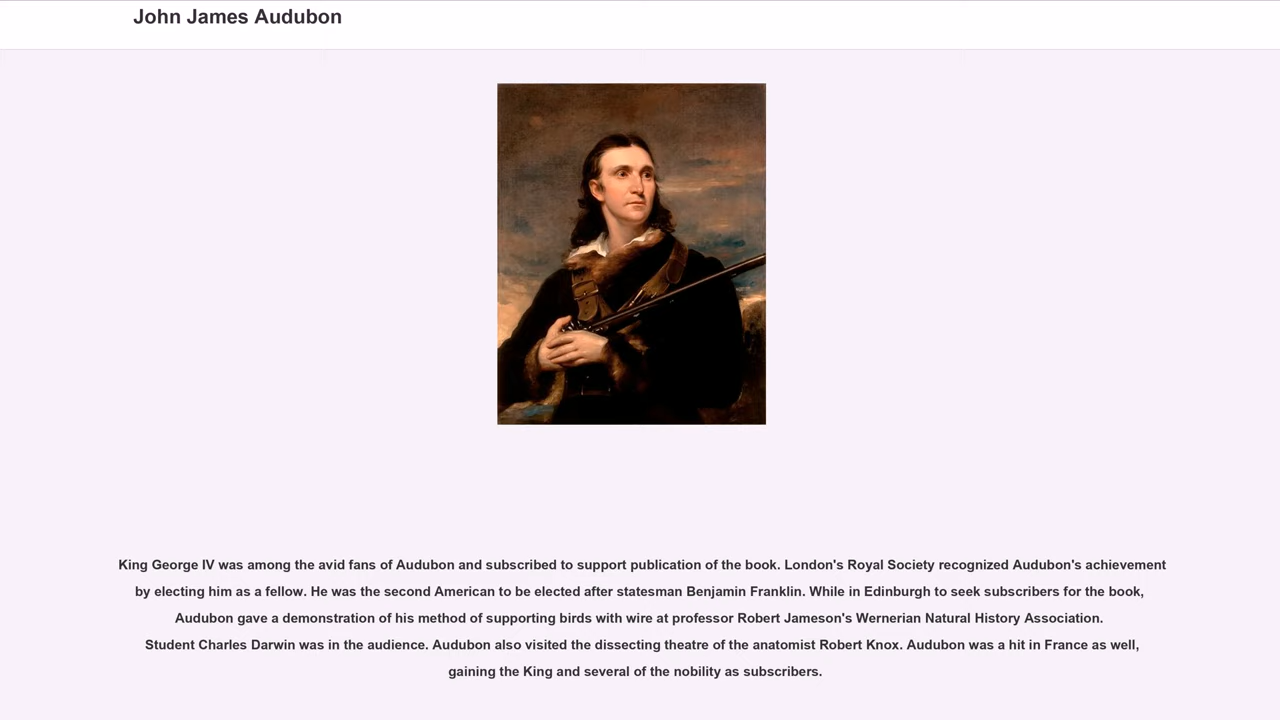 John James Audubon
King George IV was among the avid fans of Audubon and subscribed to support publication of the book. London's Royal Society recognized Audubon's achievement
by electing him as a fellow. He was the second American to be elected after statesman Benjamin Franklin. While in Edinburgh to seek subscribers for the book,
Audubon gave a demonstration of his method of supporting birds with wire at professor Robert Jameson's Wernerian Natural History Association.
Student Charles Darwin was in the audience. Audubon also visited the dissecting theatre of the anatomist Robert Knox. Audubon was a hit in France as well,
gaining the King and several of the nobility as subscribers.